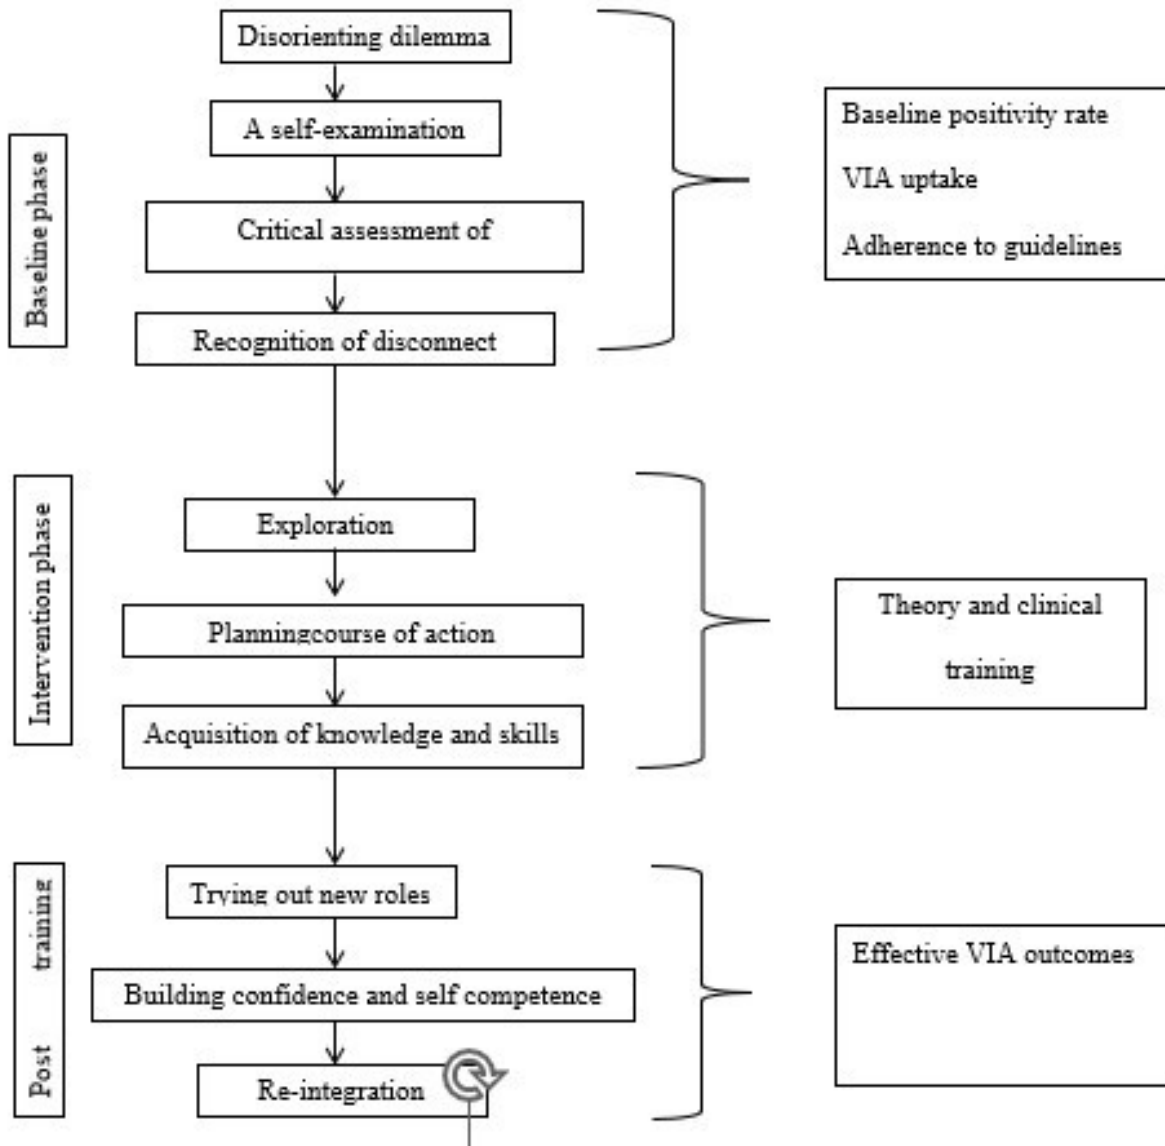 Disorienting dilemma
A self-examination
Critical assessment of
Recognition of disconnect
Baseline phase
Baseline positivity rate
VIA uptake
Adherence to guidelines
Exploration
Planningcourse of action
Acquisition of knowledge and skills
Intervention phase
Theory and clinical
training
Trying out new roles
Building confidence and self competence
Re-integration
Post training
Effective VIA outcomes